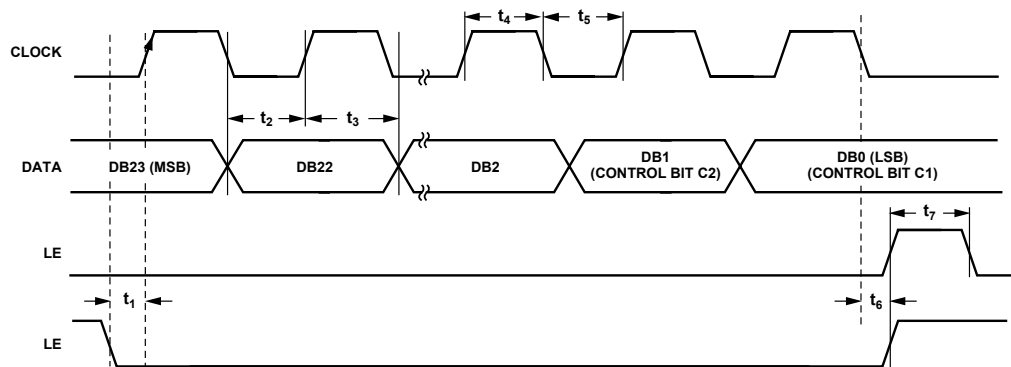 t4
t5
CLOCK
t2
t3
DATA
DB23 (MSB)
DB22
DB2
DB1
(CONTROL BIT C2)
DB0 (LSB)
(CONTROL BIT C1)
t7
LE
t1
t6
LE